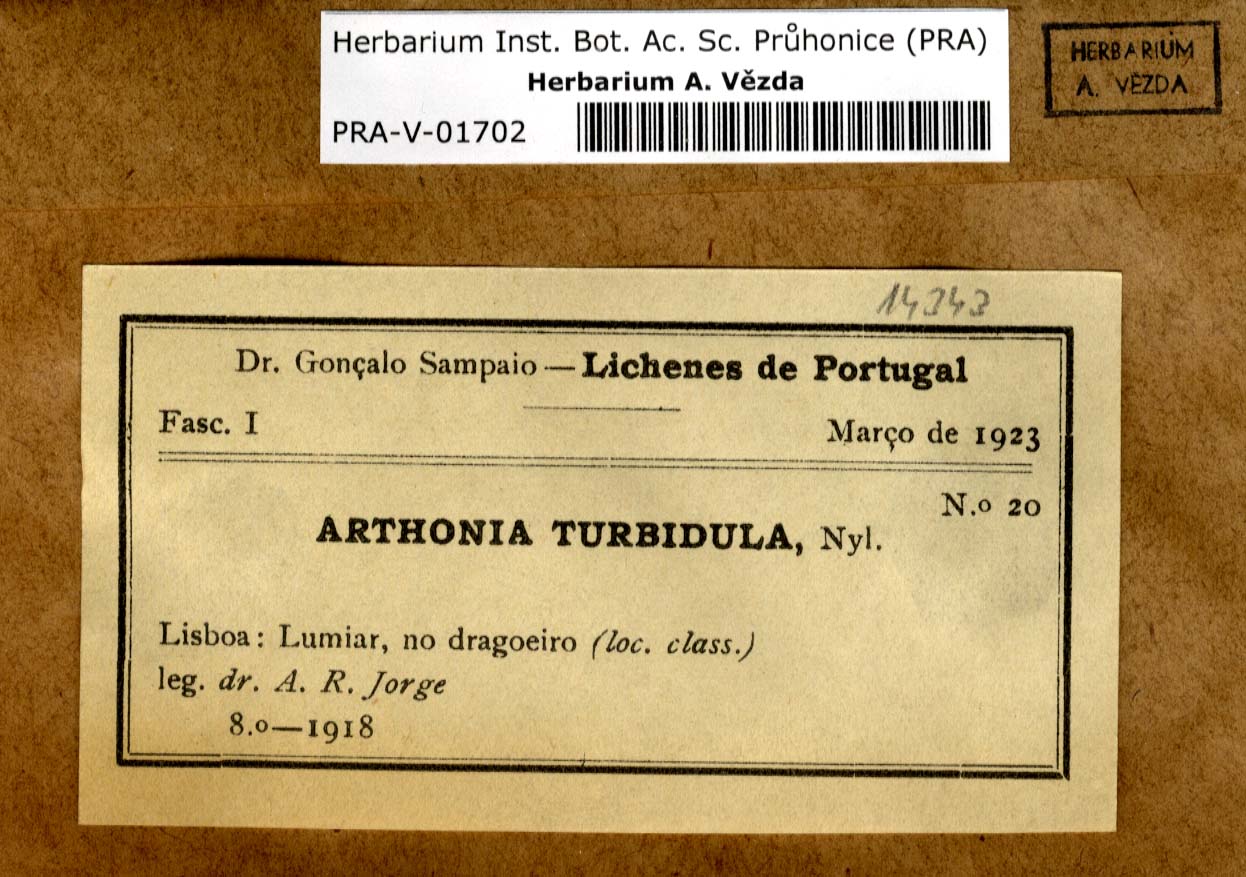 Herbarium Inst. Bot. Ac. Sc. Průhonice (PRA)
Herbarium A. Vězda
PRA-V-01702
HERBARIUM
A. VĚZDA
14343
Dr. Gonçalo Sampaio — Lichenes de Portugal
Fasc. I
Março de 1923
N.o 20
ARTHONIA TURBIDULA, Nyl.
Lisboa: Lumiar, no dragoeiro (loc. class.)
leg. dr. A. R. Jorge
8.o—1918